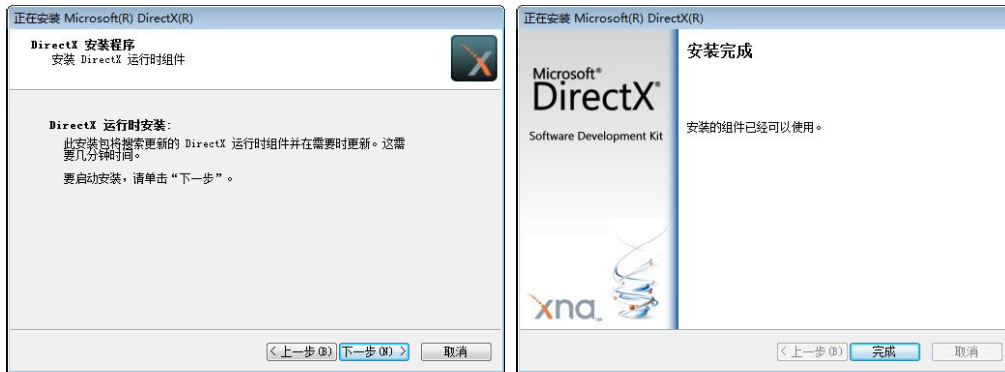 正在安装 Microsoft(R) DirectX(R)
DirectX 安装程序
安装 DirectX 运行时组件
DirectX 运行时安装:
此安装包将搜索更新的 DirectX 运行时组件并在需要时更新。这需
要几分钟时间。
要启动安装，请单击“下一步”。
< 上一步(B) 下一步(N) > 取消
正在安装 Microsoft(R) DirectX(R)
Microsoft®
DirectX®
Software Development Kit
xna™
安装完成
安装的组件已经可以使用。
< 上一步(B) 完成 取消